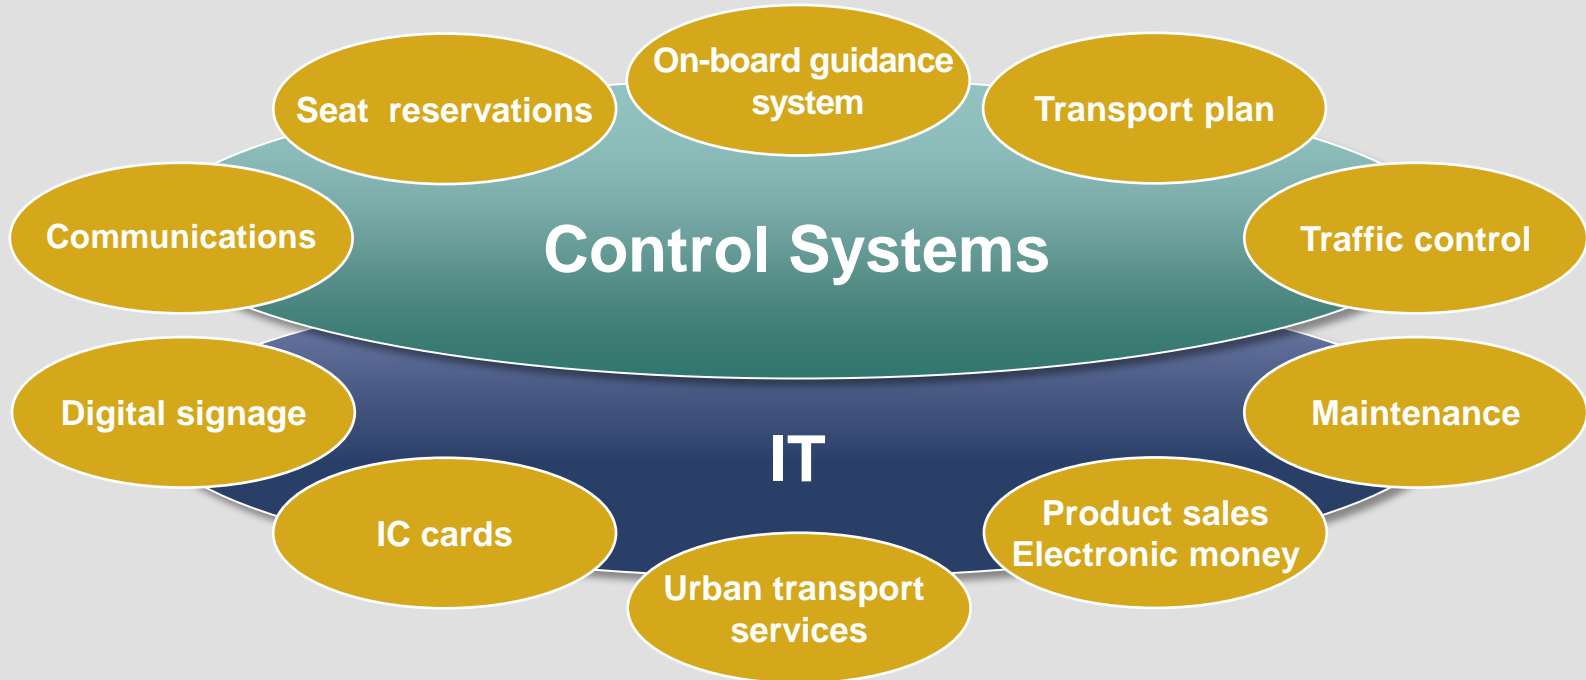 On-board guidance
system
Seat reservations
Transport plan
Communications
Control Systems
Traffic control
Digital signage
IT
Maintenance
IC cards
Product sales
Electronic money
Urban transport
services